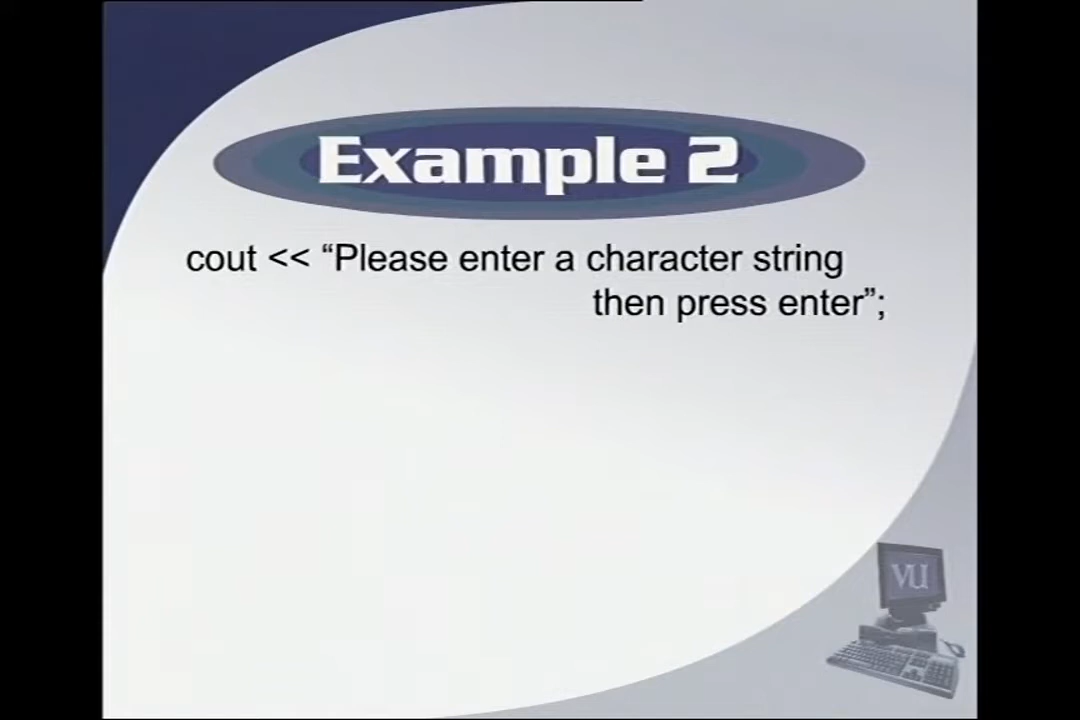 Example 2
cout << “Please enter a character string
then press enter”;
VU